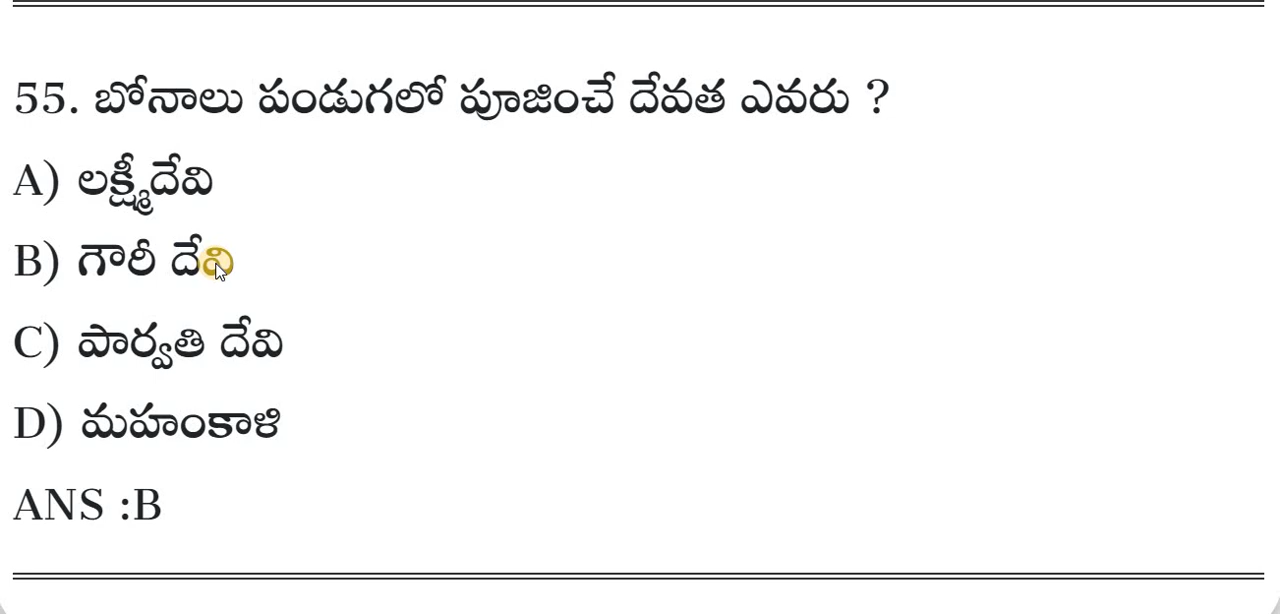 55. బోనాలు పండుగలో పూజించే దేవత ఎవరు ?
A) లక్ష్మీదేవి
B) గౌరీ దేవి
C) పార్వతి దేవి
D) మహంకాళి
ANS :B